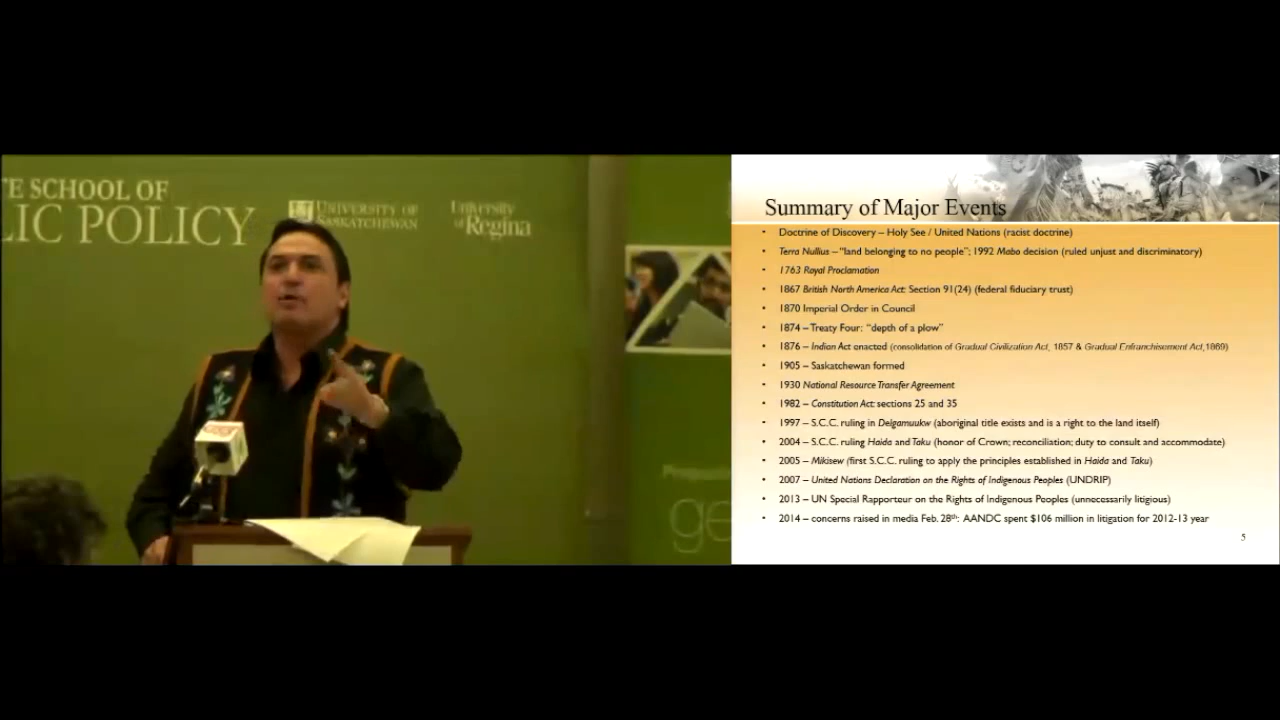 TE SCHOOL OF
LIC POLICY
UNIVERSITY OF
SASKATCHEWAN
University
of Regina
ge
Summary of Major Events
• Doctrine of Discovery – Holy See / United Nations (racist doctrine)
• Terra Nullius – “land belonging to no people”; 1992 Mabo decision (ruled unjust and discriminatory)
• 1763 Royal Proclamation
• 1867 British North America Act: Section 91(24) (federal fiduciary trust)
• 1870 Imperial Order in Council
• 1874 – Treaty Four: “depth of a plow”
• 1876 – Indian Act enacted (consolidation of Gradual Civilization Act, 1857 & Gradual Enfranchisement Act,1869)
• 1905 – Saskatchewan formed
• 1930 National Resource Transfer Agreement
• 1982 – Constitution Act: sections 25 and 35
• 1997 – S.C.C. ruling in Delgamuukw (aboriginal title exists and is a right to the land itself)
• 2004 – S.C.C. ruling Haida and Taku (honor of Crown; reconciliation; duty to consult and accommodate)
• 2005 – Mikisew (first S.C.C. ruling to apply the principles established in Haida and Taku)
• 2007 – United Nations Declaration on the Rights of Indigenous Peoples (UNDRIP)
• 2013 – UN Special Rapporteur on the Rights of Indigenous Peoples (unnecessarily litigious)
• 2014 – concerns raised in media Feb. 28th: AANDC spent $106 million in litigation for 2012-13 year
5